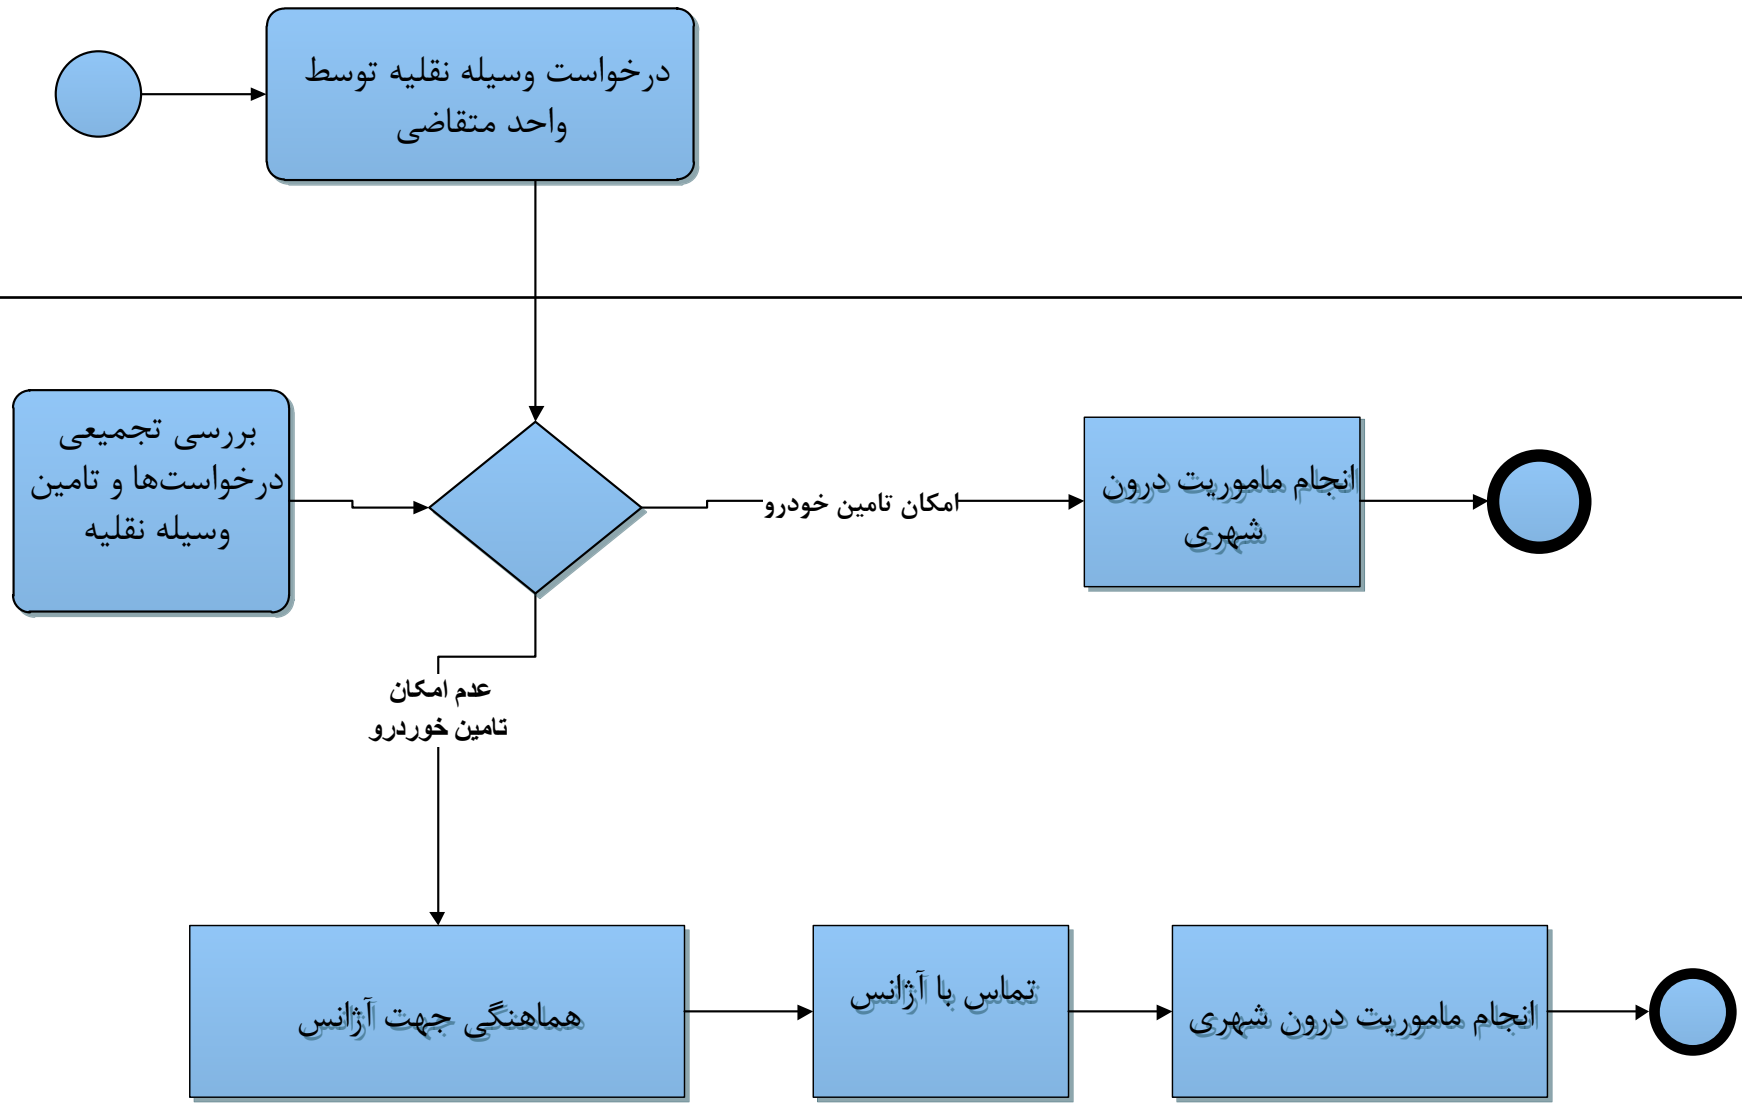 درخواست وسیله نقلیه توسط
واحد متقاضی
بررسی تجمیعی
درخواست‌ها و تامین
وسیله نقلیه
امکان تامین خودرو
انجام ماموریت درون
شهری
عدم امکان
تامین خوردرو
هماهنگی جهت آژانس
تماس با آژانس
انجام ماموریت درون شهری